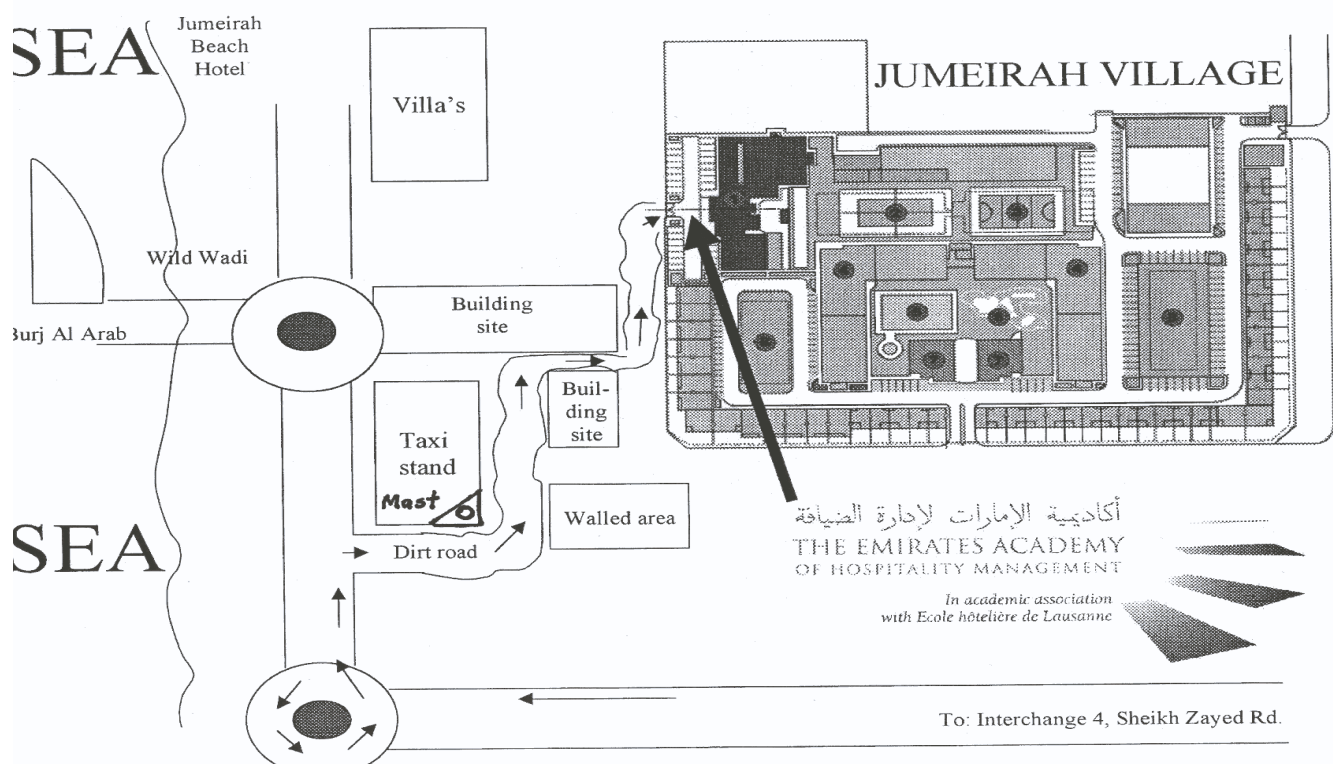 SEA
Jumeirah
Beach
Hotel
Villa's
JUMEIRAH VILLAGE
Wild Wadi
Burj Al Arab
Building
site
Buil-
ding
site
Taxi
stand
Mast
Walled area
Dirt road
SEA
أكاديمية الإمارات لإدارة الضيافة
THE EMIRATES ACADEMY
OF HOSPITALITY MANAGEMENT
In academic association
with Ecole hôtelière de Lausanne
To: Interchange 4, Sheikh Zayed Rd.